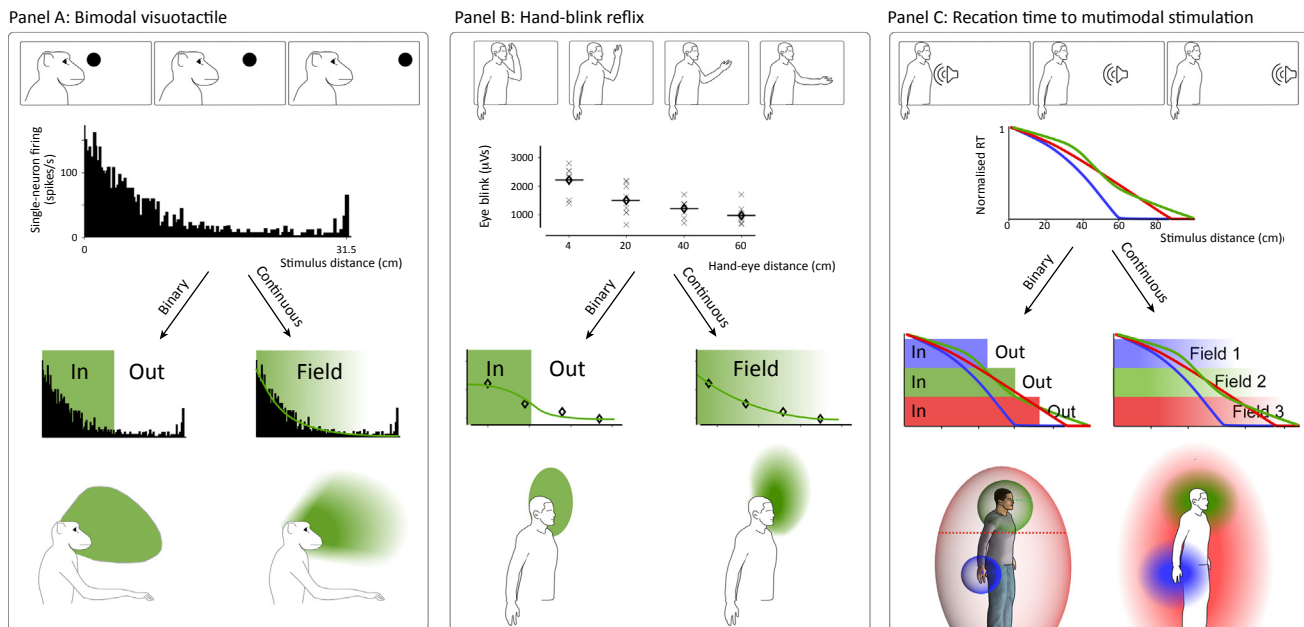 Panel A: Bimodal visuotactile
Single-neuron firing
(spikes/s)
100
0
0
31.5
Stimulus distance (cm)
Binary
Continuous
In
Out
Field
Panel B: Hand-blink reflix
Eye blink (μVs)
3000
2000
1000
4
20
40
60
Hand-eye distance (cm)
Binary
Continuous
In
Out
Field
Panel C: Recation time to mutimodal stimulation
Normalised RT
1
0
20
40
60
80
Stimulus distance (cm)
Binary
Continuous
In
Out
In
Out
In
Out
Field 1
Field 2
Field 3